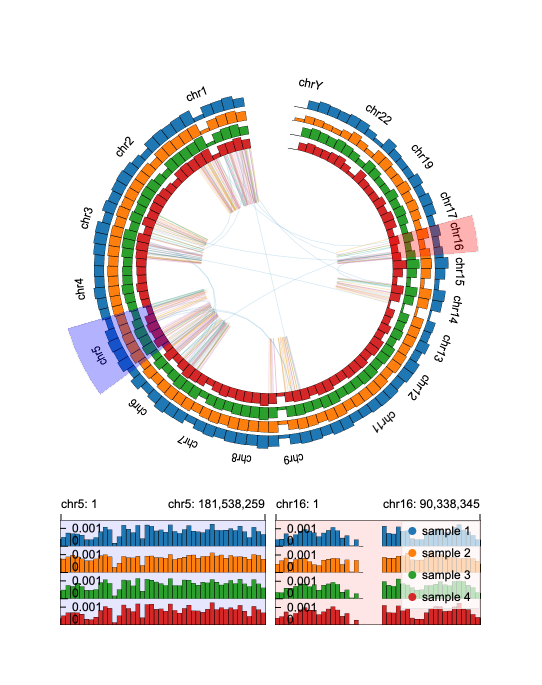 chrY
chr1
chr22
chr2
chr19
chr3
chr17
chr16
chr4
chr15
chr14
chr5
chr13
chr6
chr12
chr7
chr11
chr8
chr9
chr5: 1 chr5: 181,538,259 chr16: 1 chr16: 90,338,345
0.001 0.001 sample 1
0 0
0.001 0.001 sample 2
0 0
0.001 0.001 sample 3
0 0
0.001 0.001 sample 4
0 0